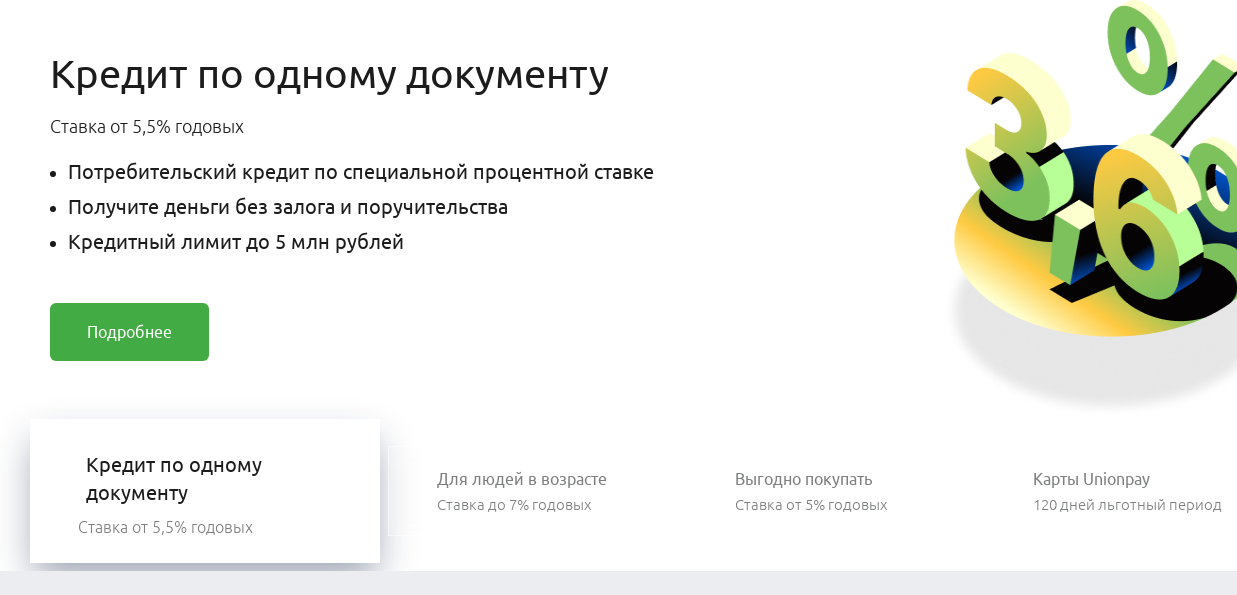 Кредит по одному документу
Ставка от 5,5% годовых
Потребительский кредит по специальной процентной ставке
Получите деньги без залога и поручительства
Кредитный лимит до 5 млн рублей
3,6%
Подробнее
Кредит по одному
документу
Ставка от 5,5% годовых
Для людей в возрасте
Ставка до 7% годовых
Выгодно покупать
Ставка от 5% годовых
Карты Unionpay
120 дней льготный период